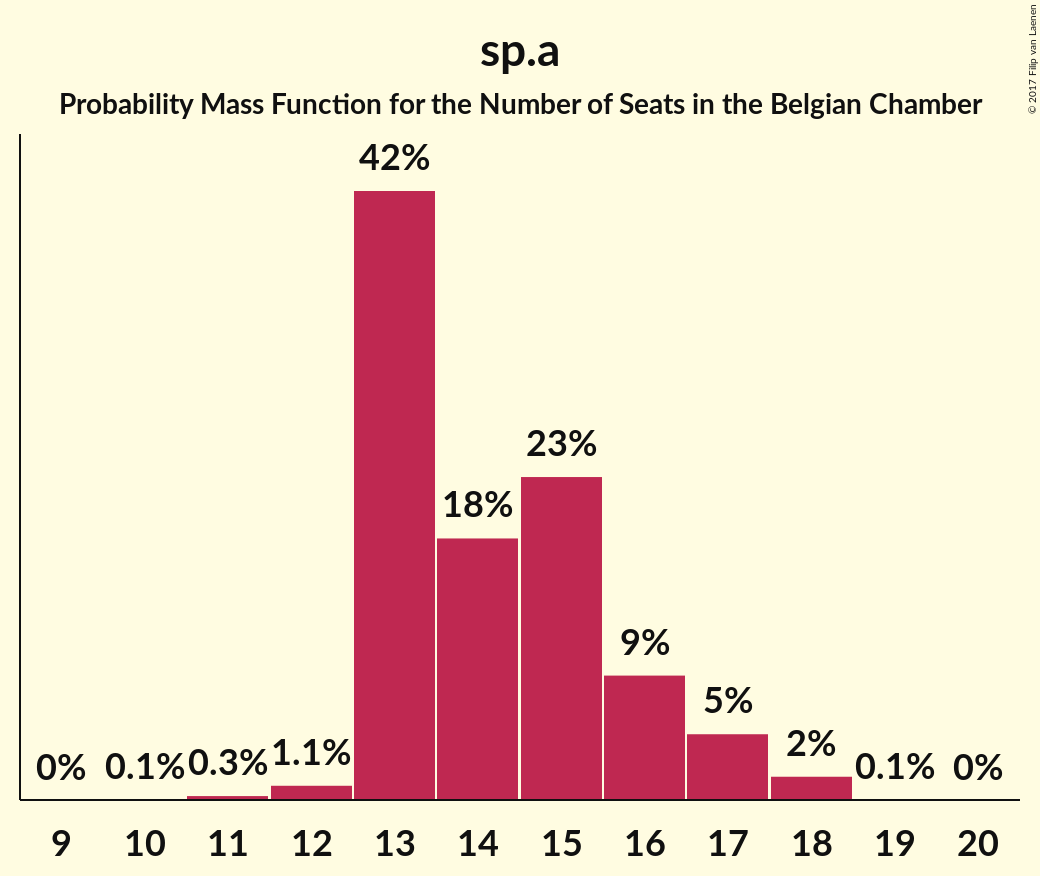 sp.a
Probability Mass Function for the Number of Seats in the Belgian Chamber
© 2017 Filip van Laenen
42%
23%
18%
9%
5%
2%
0% 0.1% 0.3% 1.1% 0.1% 0%
9 10 11 12 13 14 15 16 17 18 19 20